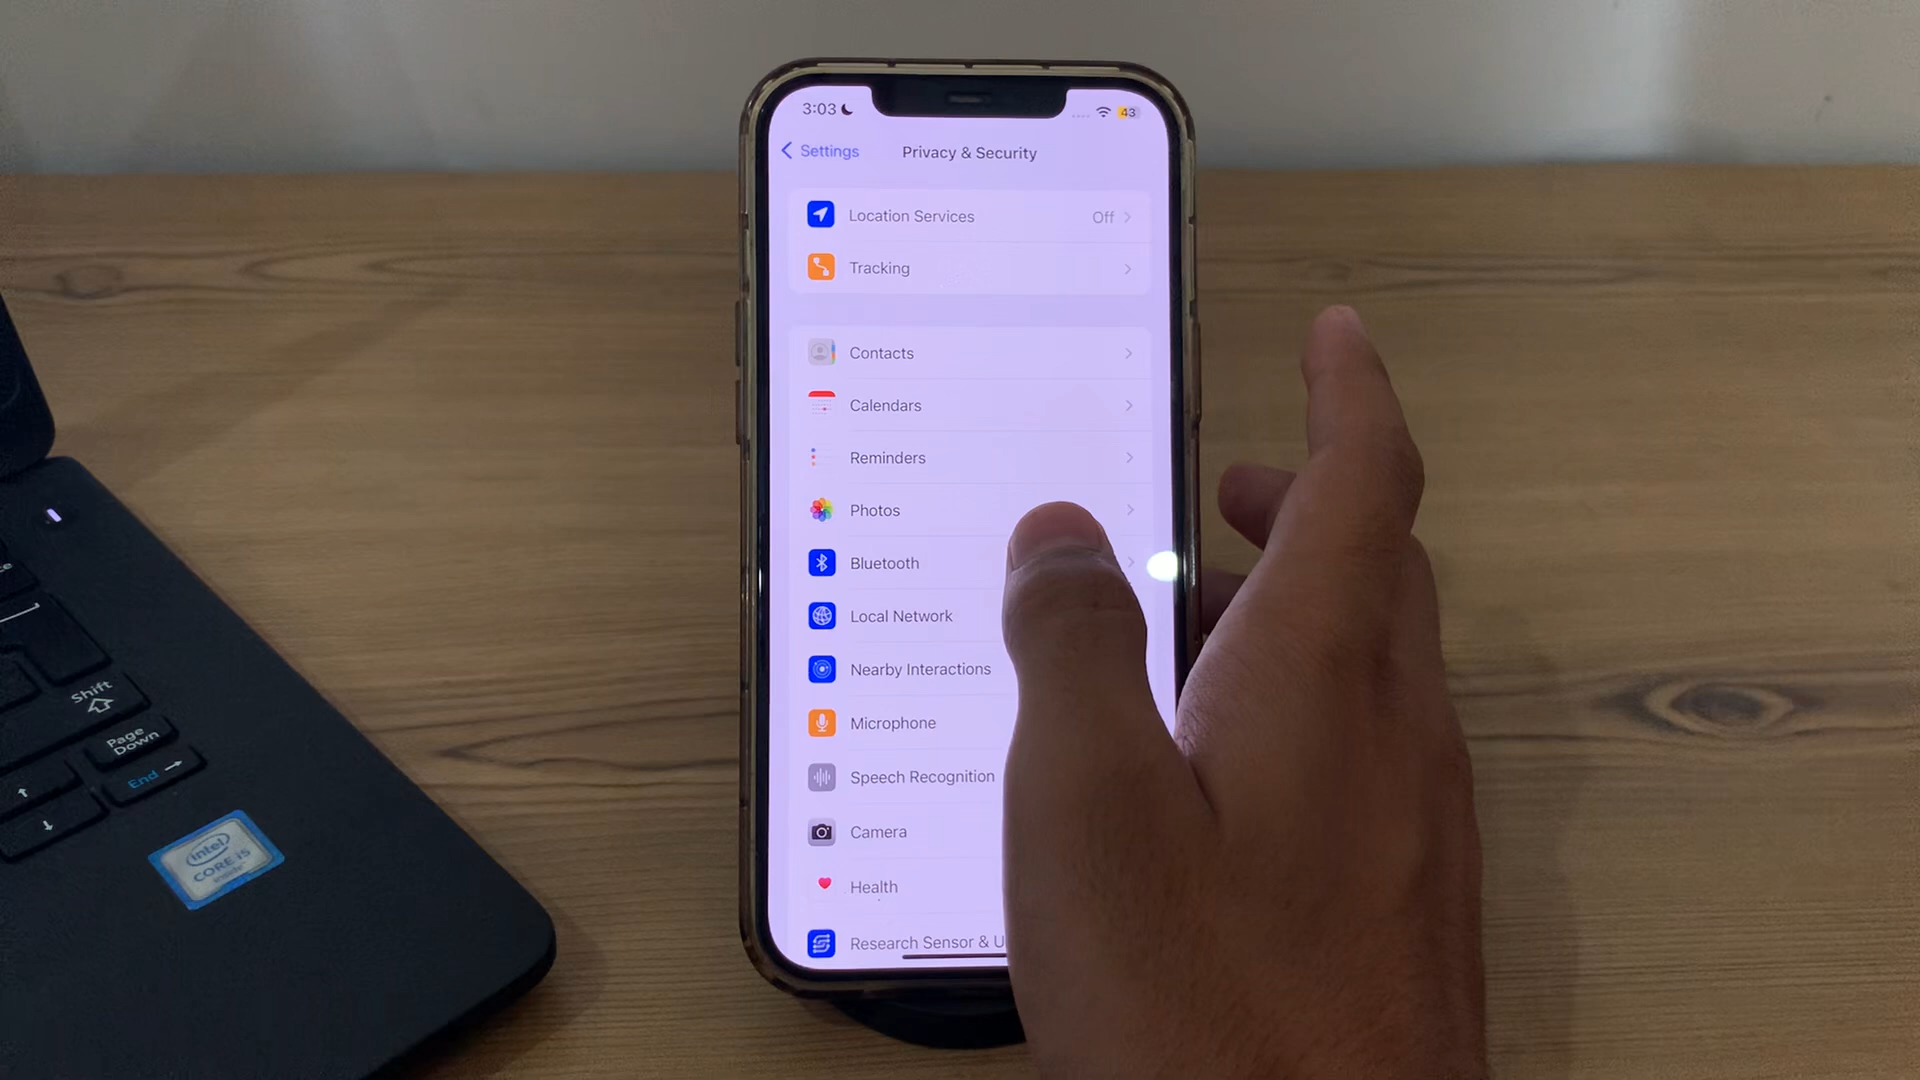 3:03
43
Settings
Privacy & Security
Location Services Off
Tracking
Contacts
Calendars
Reminders
Photos
Bluetooth
Local Network
Nearby Interactions
Microphone
Speech Recognition
Camera
Health
Research Sensor & U
Shift
Page
Down
End
intel
CORE i5
inside